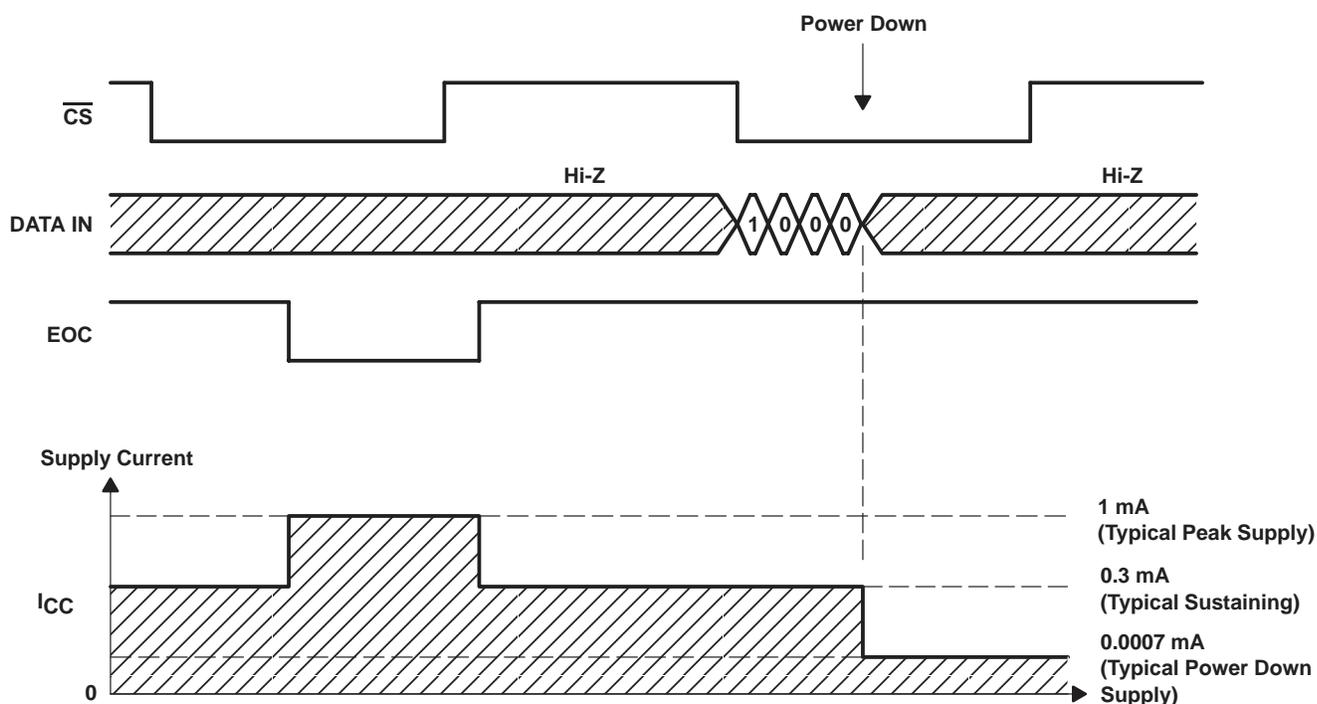 Power Down
CS
Hi-Z
Hi-Z
DATA IN
1 0 0 0
EOC
Supply Current
1 mA
(Typical Peak Supply)
0.3 mA
(Typical Sustaining)
ICC
0.0007 mA
(Typical Power Down
Supply)
0